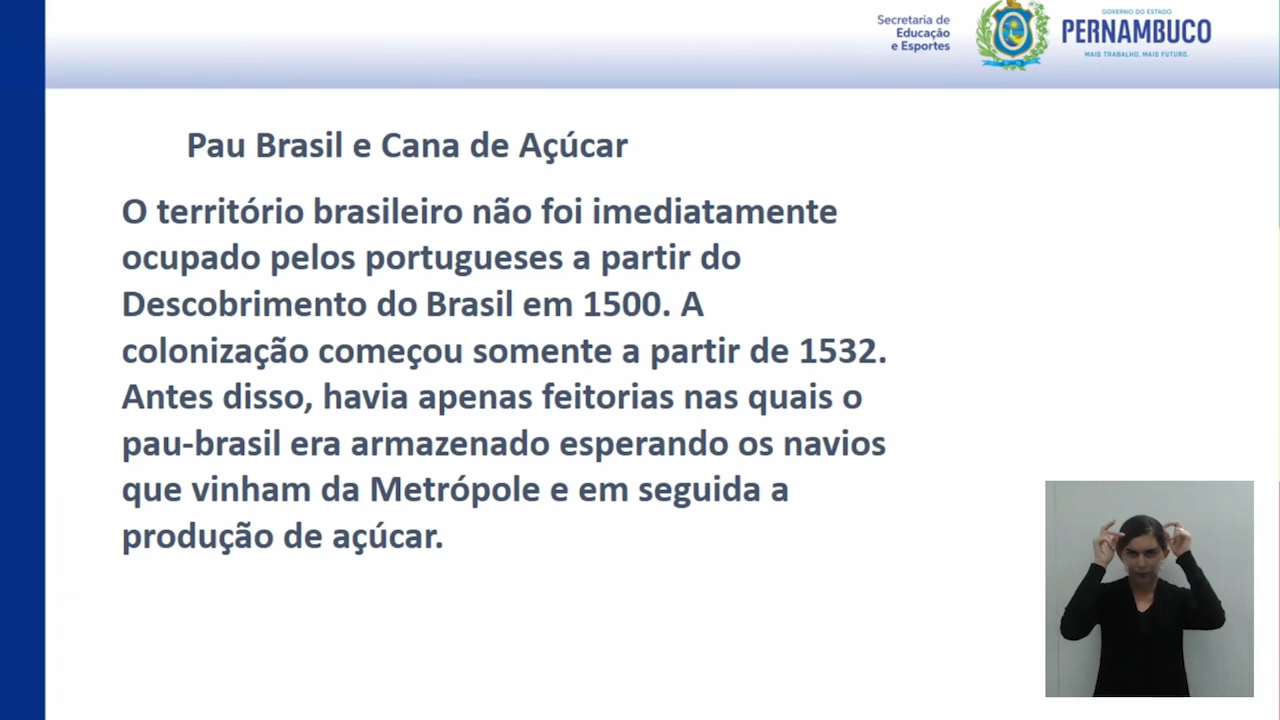 Secretaria de
Educação
e Esportes
GOVERNO DO ESTADO
PERNAMBUCO
MAIS TRABALHO, MAIS FUTURO.
Pau Brasil e Cana de Açúcar
O território brasileiro não foi imediatamente
ocupado pelos portugueses a partir do
Descobrimento do Brasil em 1500. A
colonização começou somente a partir de 1532.
Antes disso, havia apenas feitorias nas quais o
pau-brasil era armazenado esperando os navios
que vinham da Metrópole e em seguida a
produção de açúcar.